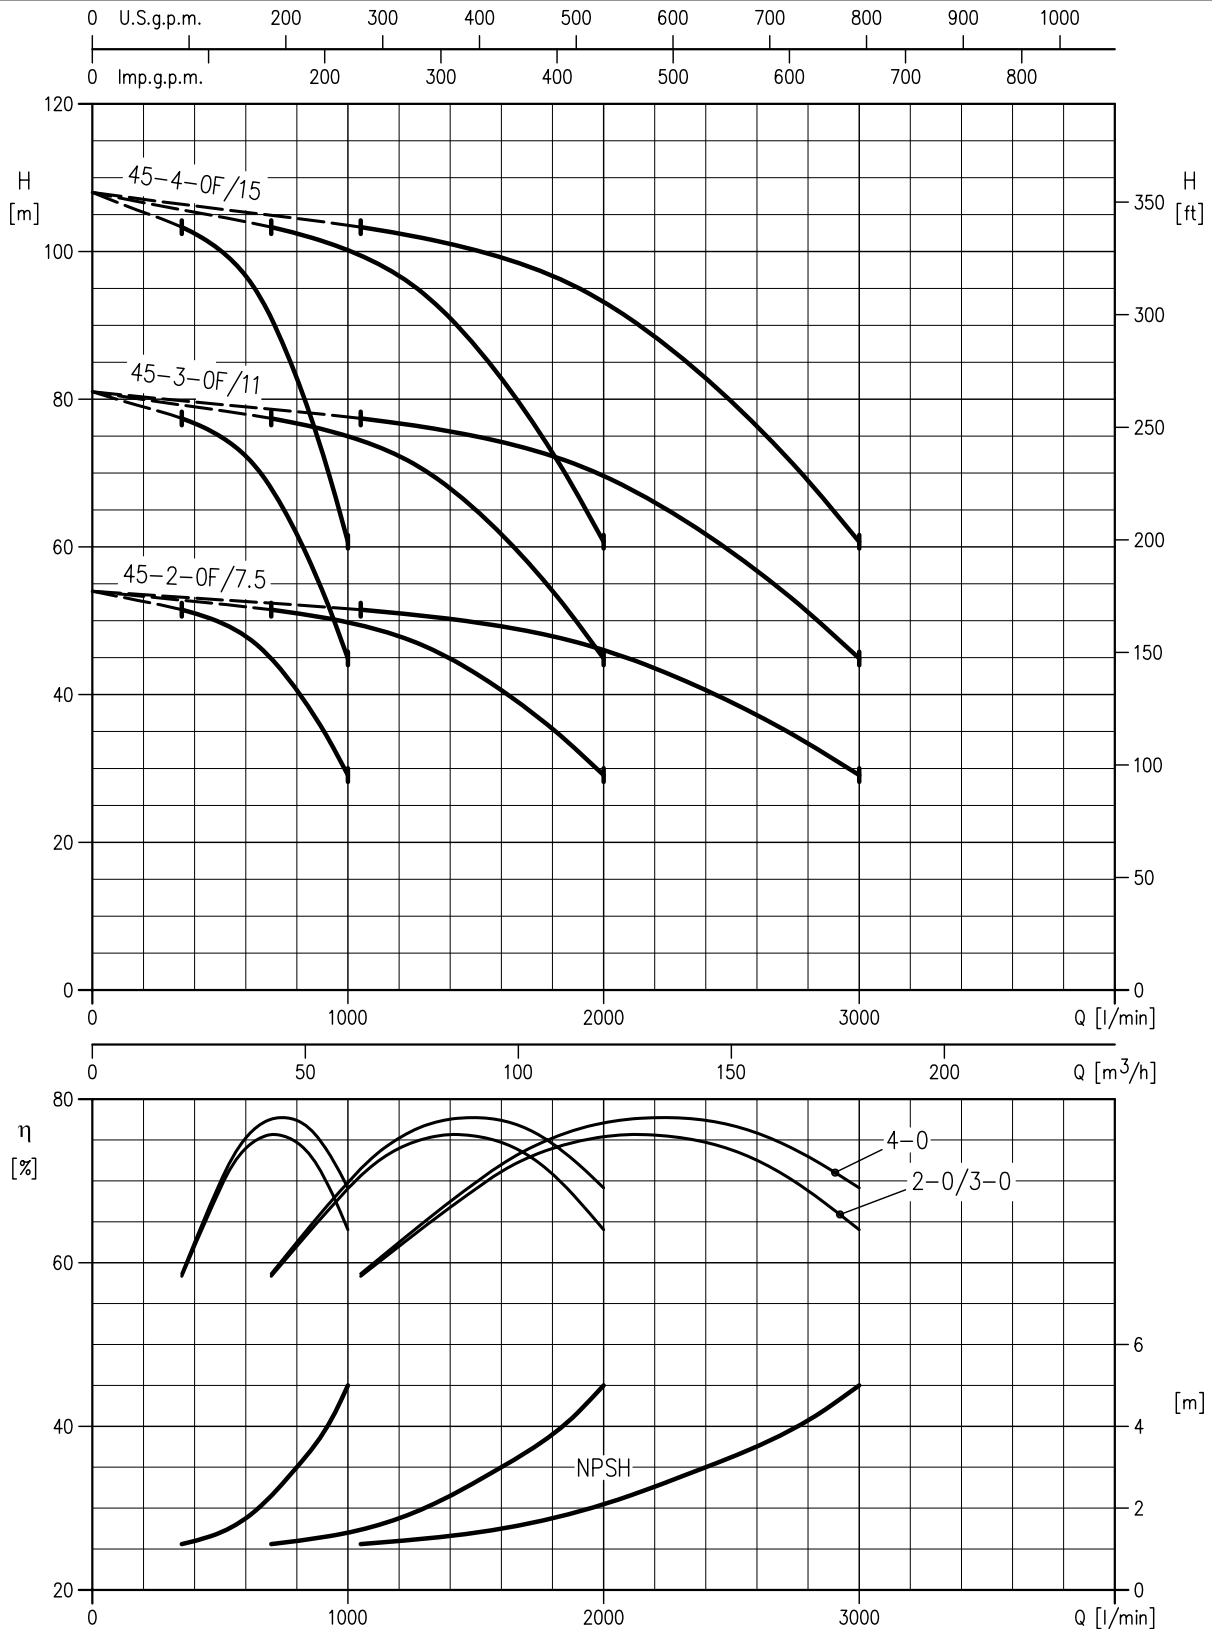 0 U.S.g.p.m. 200 300 400 500 600 700 800 900 1000
0 Imp.g.p.m. 200 300 400 500 600 700 800
120
H
[m]
45-4-0F/15
H
[ft]
350
100
300
45-3-0F/11
80
250
60
200
45-2-0F/7.5
150
40
100
20
50
0
0
0 1000 2000 3000 Q [l/min]
0 50 100 150 200 Q [m³/h]
80
η
[%]
4-0
2-0/3-0
60
6
[m]
40
4
NPSH
2
20
0
0 1000 2000 3000 Q [l/min]